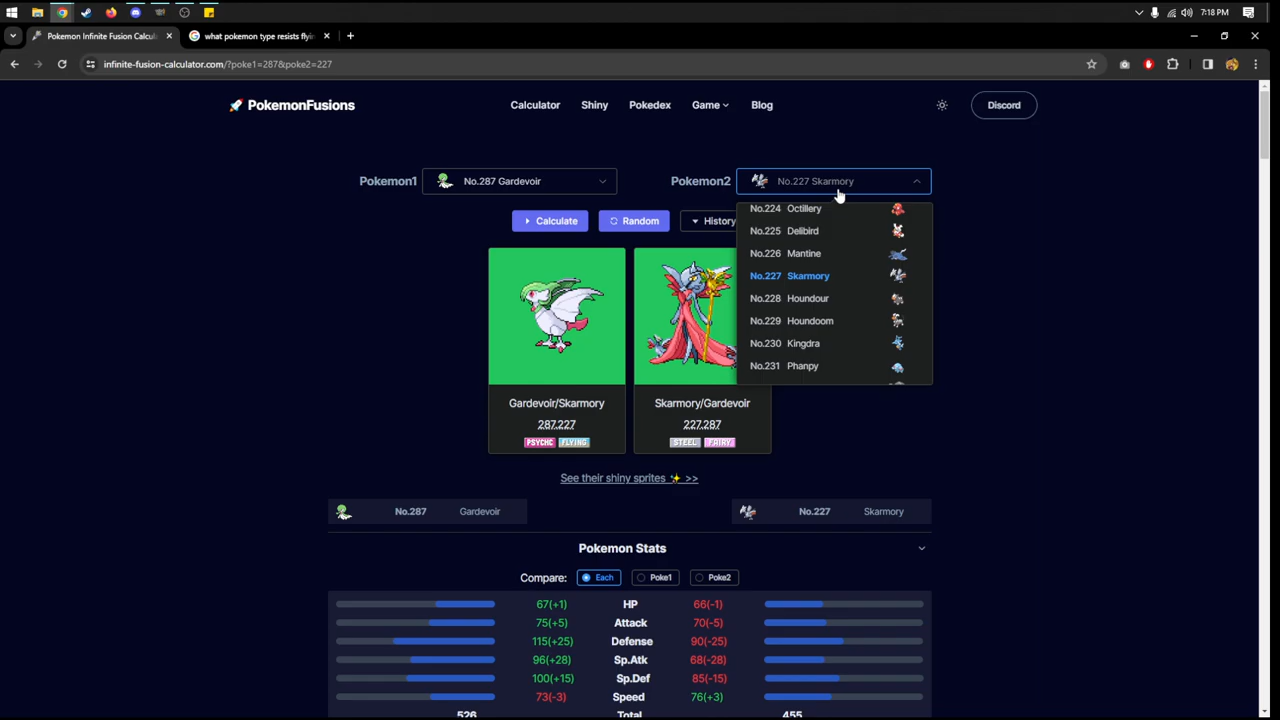 7:18 PM
Pokemon Infinite Fusion Calcula
what pokemon type resists flyin
infinite-fusion-calculator.com/?poke1=287&poke2=227
PokemonFusions
Calculator Shiny Pokedex Game Blog
Discord
Pokemon1 No.287 Gardevoir
Pokemon2 No.227 Skarmory
Calculate Random History
No.224 Octillery
No.225 Delibird
No.226 Mantine
No.227 Skarmory
No.228 Houndour
No.229 Houndoom
No.230 Kingdra
No.231 Phanpy
Gardevoir/Skarmory
287.227
PSYCHC FLYING
Skarmory/Gardevoir
227.287
STEEL FAIRY
See their shiny sprites ✨ >>
No.287 Gardevoir
No.227 Skarmory
Pokemon Stats
Compare: Each Poke1 Poke2
67(+1) HP 66(-1)
75(+5) Attack 70(-5)
115(+25) Defense 90(-25)
96(+28) Sp.Atk 68(-28)
100(+15) Sp.Def 85(-15)
73(-3) Speed 76(+3)
526 Total 455